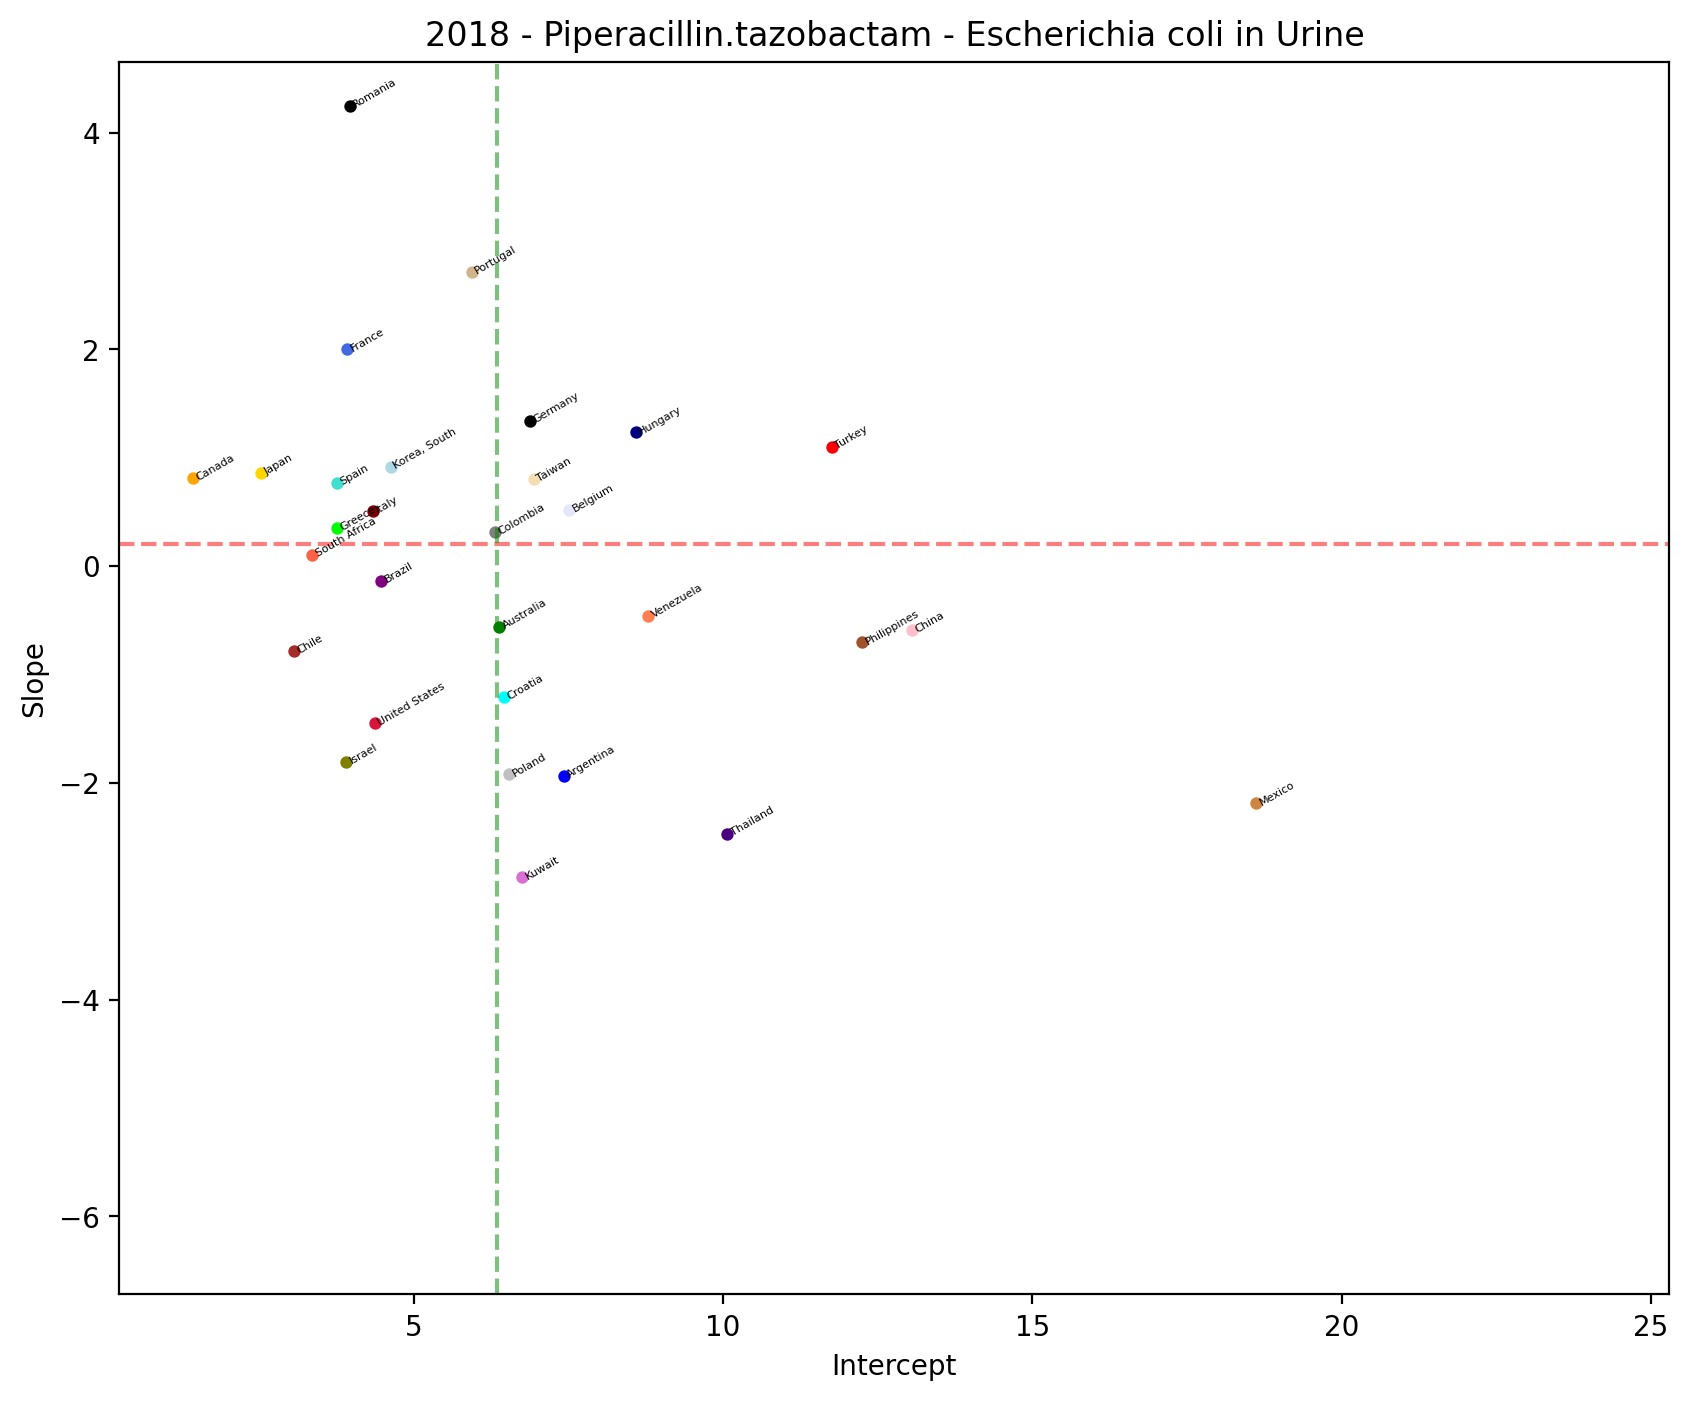 2018 - Piperacillin.tazobactam - Escherichia coli in Urine
Romania
4
Portugal
2
France
Germany
Hungary
Turkey
Korea, South
Canada
Japan
Spain
Taiwan
Belgium
Greece
Italy
Colombia
South Africa
0
Brazil
Venezuela
Australia
Philippines
China
Chile
Slope
Croatia
United States
Israel
Poland
Argentina
−2
Mexico
Thailand
Kuwait
−4
−6
5
10
15
20
25
Intercept